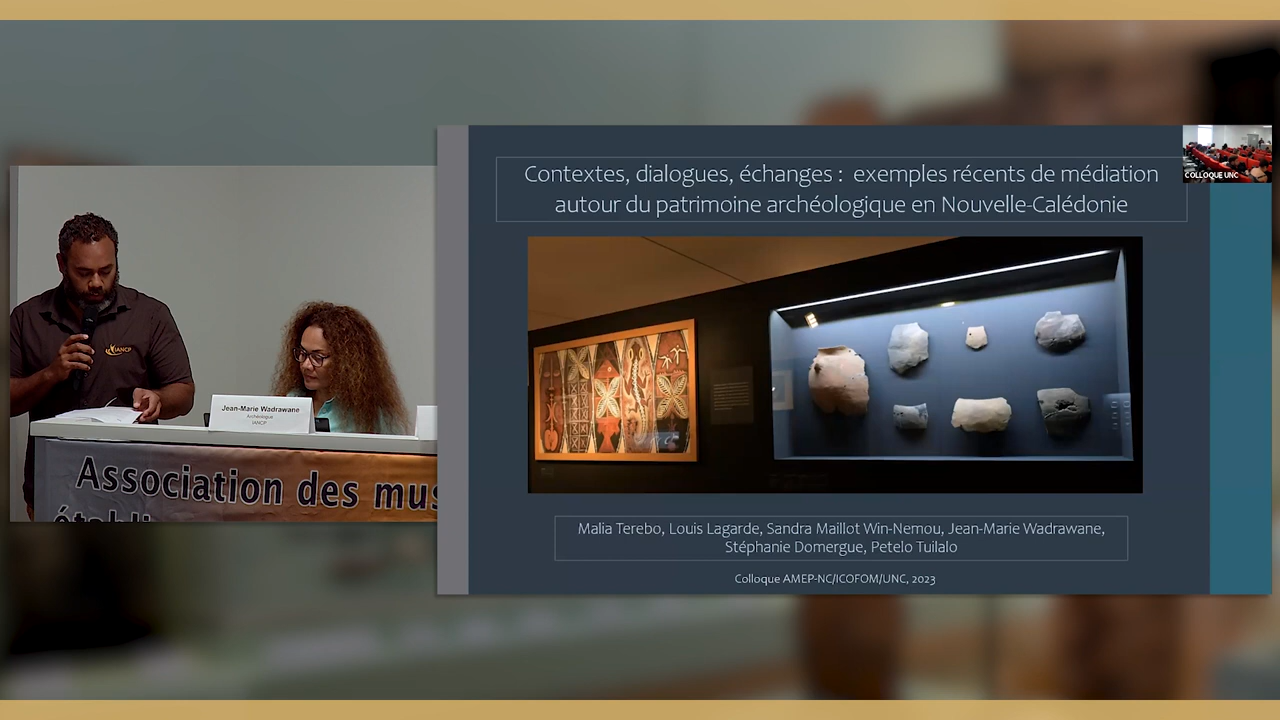 Contextes, dialogues, échanges : exemples récents de médiation
autour du patrimoine archéologique en Nouvelle-Calédonie
COLLOQUE UNC
IANCP
Jean-Marie Wadrawane
Archéologue
IANCP
Association des mus
établi
Malia Terebo, Louis Lagarde, Sandra Maillot Win-Nemou, Jean-Marie Wadrawane,
Stéphanie Domergue, Petelo Tuilalo
Colloque AMEP-NC/ICOFOM/UNC, 2023